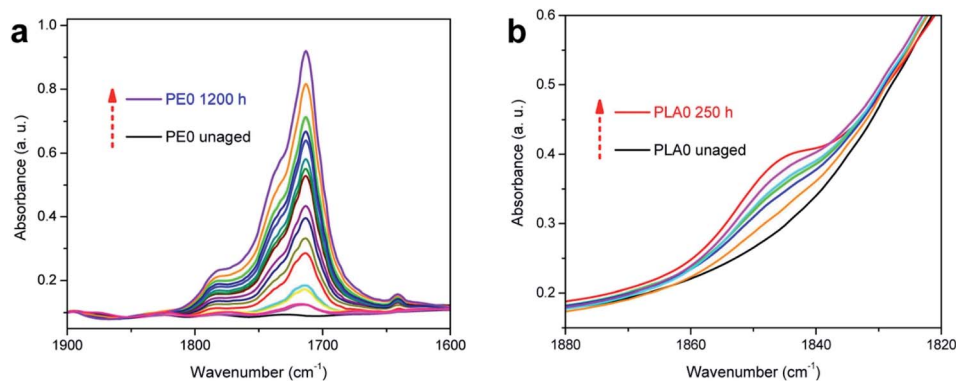 a
1.0
0.8
0.6
0.4
0.2
Absorbance (a. u.)
PE0 1200 h
PE0 unaged
1900
1800
1700
1600
Wavenumber (cm⁻¹)
b
0.6
0.5
0.4
0.3
0.2
Absorbance (a. u.)
PLA0 250 h
PLA0 unaged
1880
1860
1840
1820
Wavenumber (cm⁻¹)